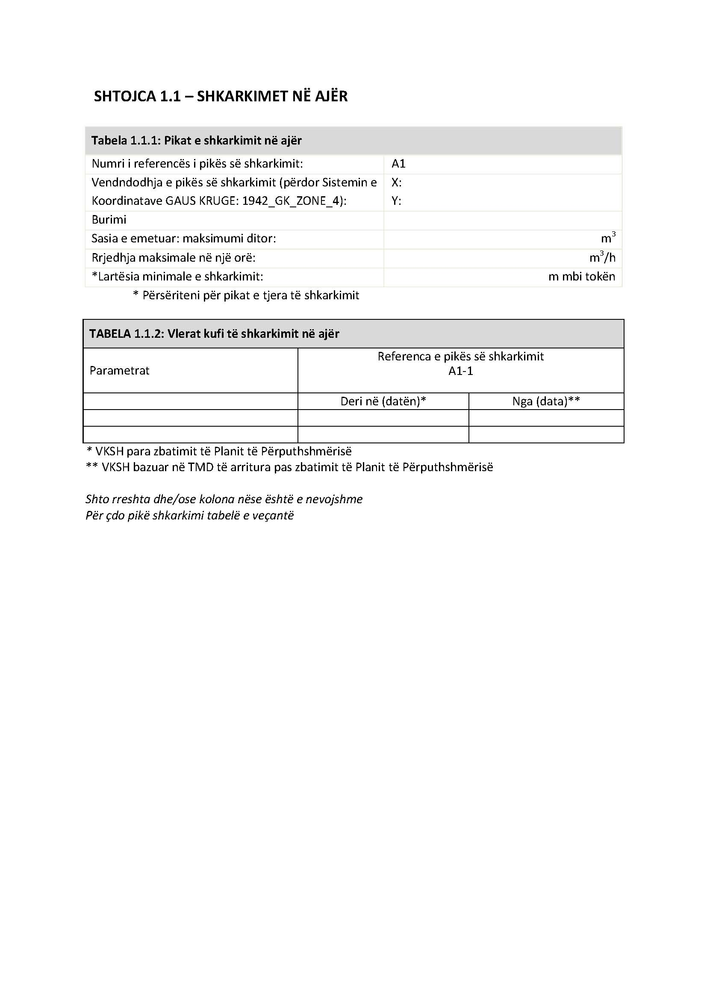 SHTOJCA 1.1 – SHKARKIMET NË AJËR
Tabela 1.1.1: Pikat e shkarkimit në ajër
Numri i referencës i pikës së shkarkimit: A1
Vendndodhja e pikës së shkarkimit (përdor Sistemin e X:
Koordinatave GAUS KRUGE: 1942_GK_ZONE_4): Y:
Burimi
Sasia e emetuar: maksimumi ditor: m³
Rrjedhja maksimale në një orë: m³/h
*Lartësia minimale e shkarkimit: m mbi tokën
* Përsëriteni për pikat e tjera të shkarkimit
TABELA 1.1.2: Vlerat kufi të shkarkimit në ajër
Referenca e pikës së shkarkimit
Parametrat A1-1
Deri në (datën)* Nga (data)**
* VKSH para zbatimit të Planit të Përputhshmërisë
** VKSH bazuar në TMD të arritura pas zbatimit të Planit të Përputhshmërisë
Shto rreshta dhe/ose kolona nëse është e nevojshme
Për çdo pikë shkarkimi tabelë e veçantë